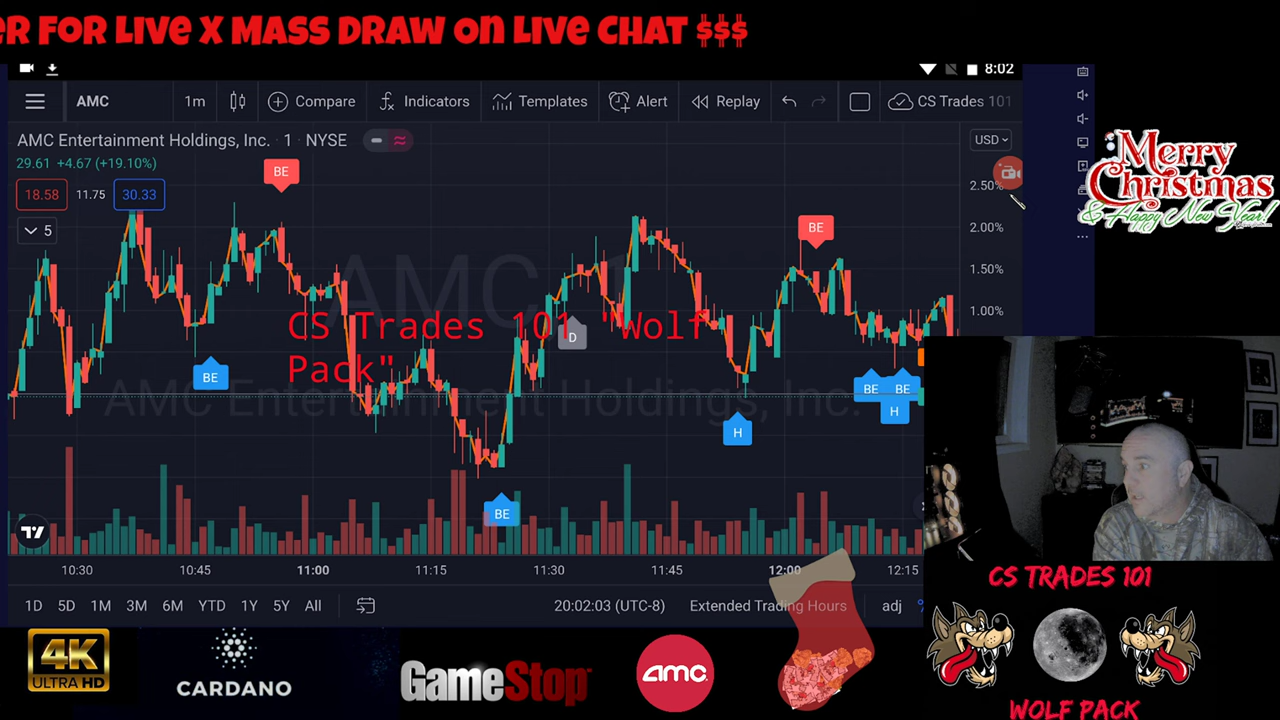 ER FOR LIVE X MASS DRAW ON LIVE CHAT $$$
8:02
AMC 1m Compare Indicators Templates Alert Replay CS Trades 101
AMC Entertainment Holdings, Inc. · 1 · NYSE
USD
29.61 +4.67 (+19.10%)
18.58 11.75 30.33
5
BE
BE
2.50%
2.00%
1.50%
1.00%
Merry
Christmas
& Happy New Year!
AMC
CS Trades 101 "Wolf
Pack"
D
AMC Entertainment Holdings, Inc.
BE
BE BE
H
H
BE
10:30 10:45 11:00 11:15 11:30 11:45 12:00 12:15
1D 5D 1M 3M 6M YTD 1Y 5Y All 20:02:03 (UTC-8) Extended Trading Hours adj %
CS TRADES 101
4K
ULTRA HD
CARDANO
GameStop
amc
WOLF PACK